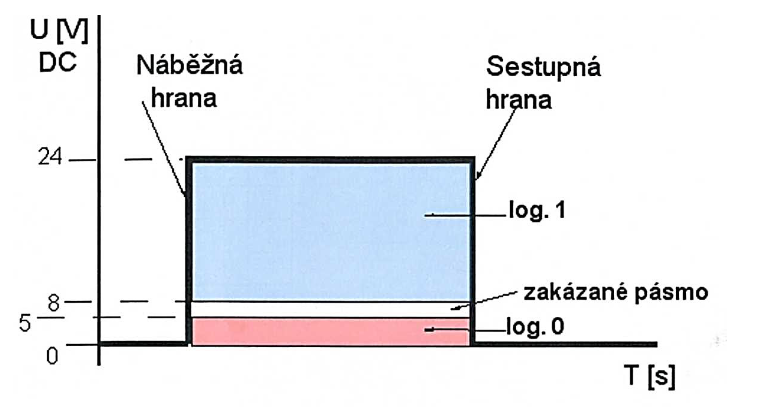 U [V]
DC
Náběžná
hrana
Sestupná
hrana
24
log. 1
8
zakázané pásmo
5
log. 0
0
T [s]